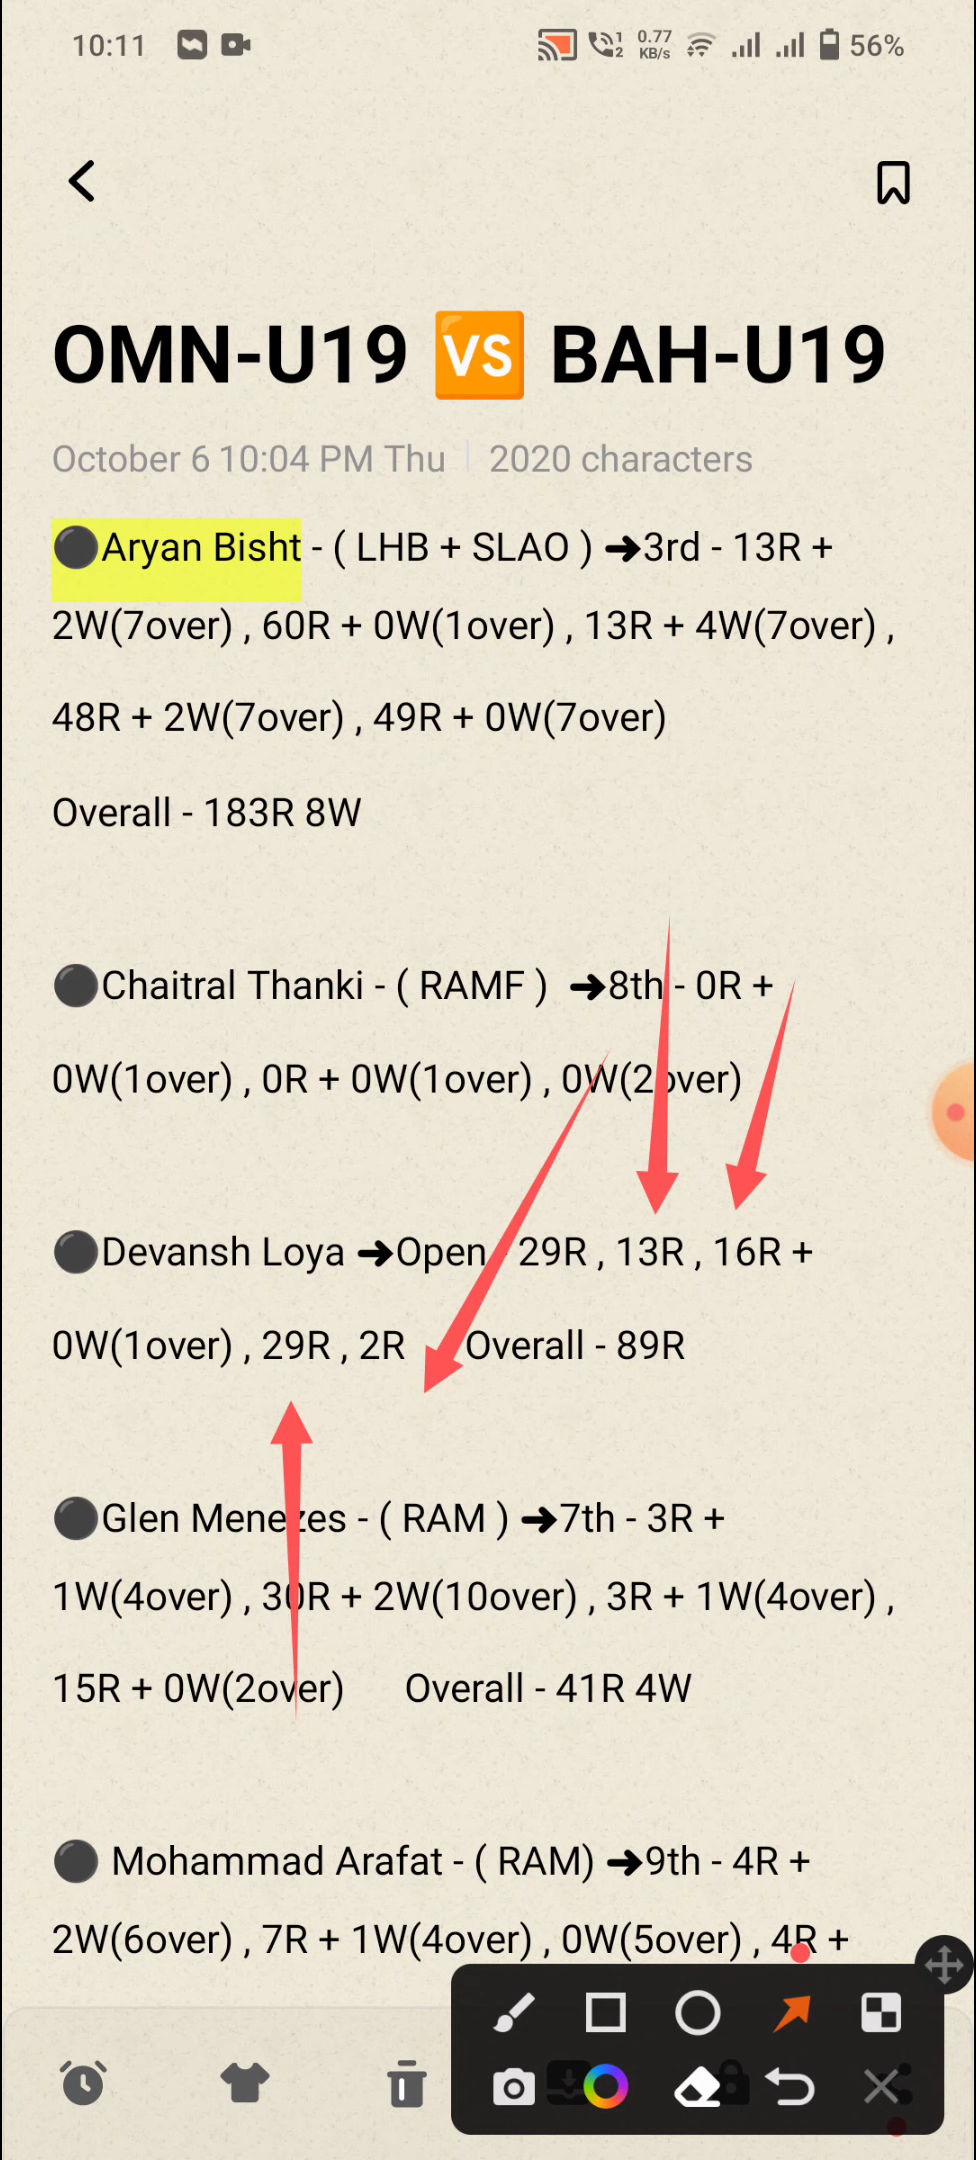 10:11 1 2 0.77 KB/s 56%
OMN-U19 🆚 BAH-U19
October 6 10:04 PM Thu | 2020 characters
⚫Aryan Bisht - ( LHB + SLAO ) ➜3rd - 13R +
2W(7over) , 60R + 0W(1over) , 13R + 4W(7over) ,
48R + 2W(7over) , 49R + 0W(7over)
Overall - 183R 8W
⚫Chaitral Thanki - ( RAMF ) ➜8th - 0R +
0W(1over) , 0R + 0W(1over) , 0W(2over)
⚫Devansh Loya ➜Open - 29R , 13R , 16R +
0W(1over) , 29R , 2R Overall - 89R
⚫Glen Menezes - ( RAM ) ➜7th - 3R +
1W(4over) , 30R + 2W(10over) , 3R + 1W(4over) ,
15R + 0W(2over) Overall - 41R 4W
⚫ Mohammad Arafat - ( RAM) ➜9th - 4R +
2W(6over) , 7R + 1W(4over) , 0W(5over) , 4R +